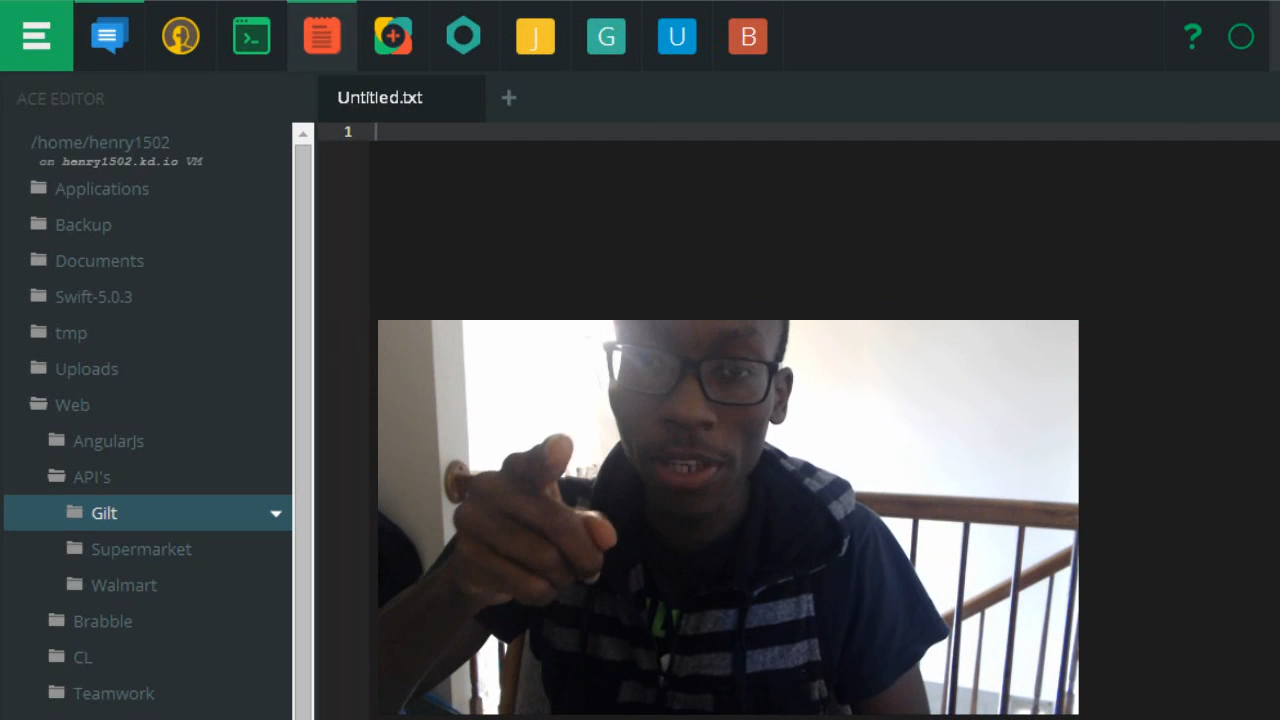 J
G
U
B
?
ACE EDITOR
Untitled.txt
+
1
/home/henry1502
on henry1502.kd.io VM
Applications
Backup
Documents
Swift-5.0.3
tmp
Uploads
Web
AngularJs
API's
Gilt
Supermarket
Walmart
Brabble
CL
Teamwork